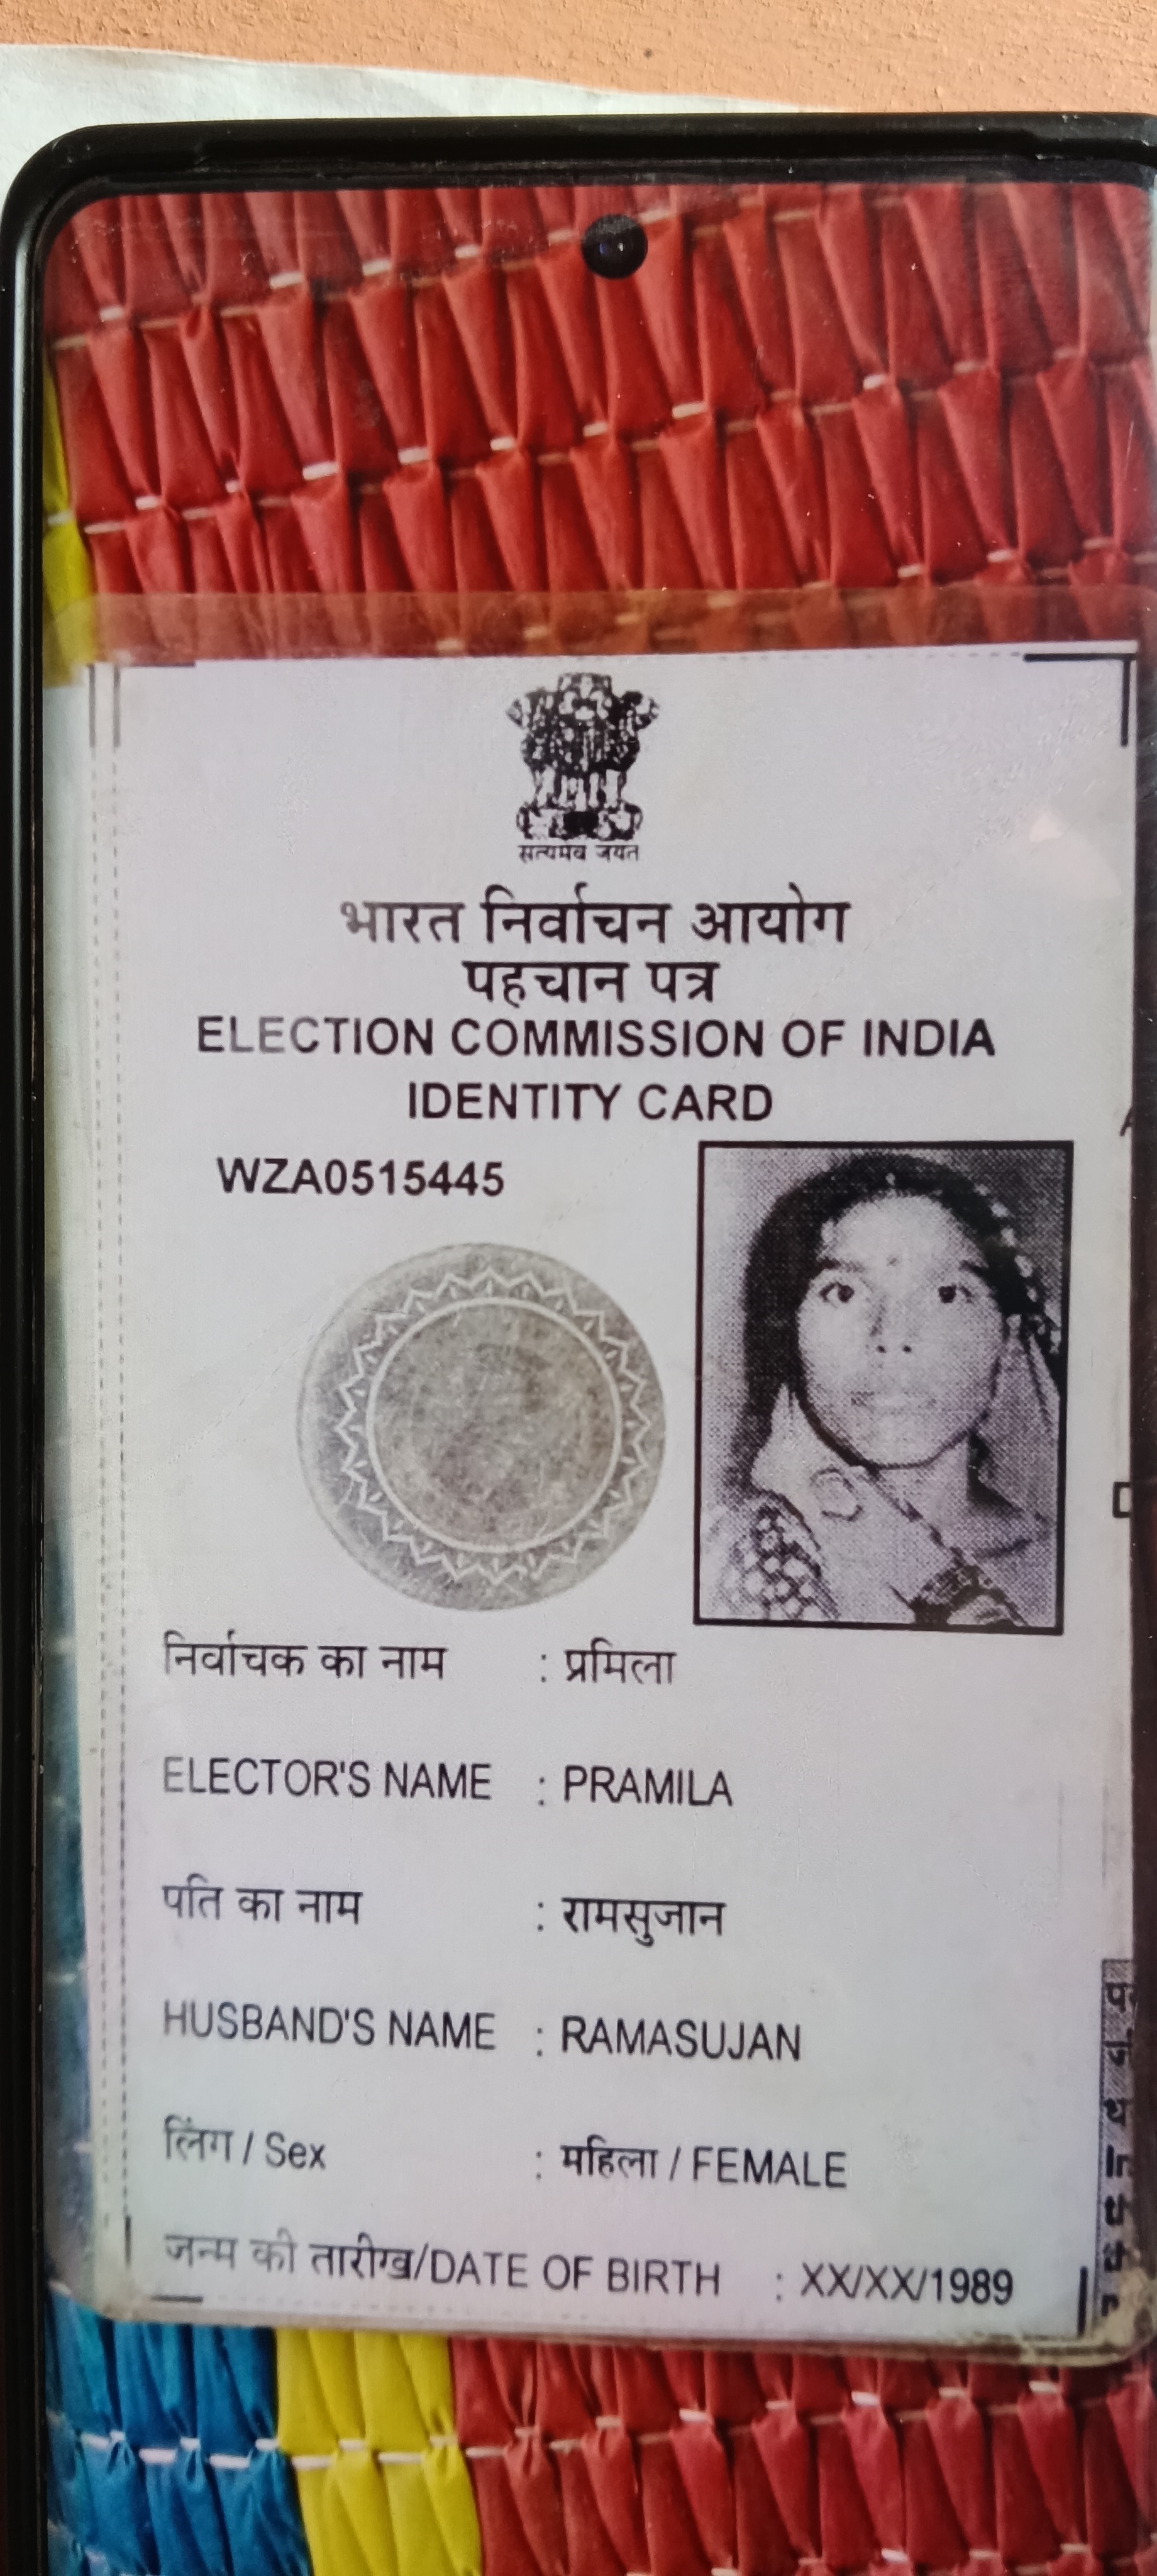 सत्यमेव जयते
भारत निर्वाचन आयोग
पहचान पत्र
ELECTION COMMISSION OF INDIA
IDENTITY CARD
WZA0515445
निर्वाचक का नाम : प्रमिला
ELECTOR'S NAME : PRAMILA
पति का नाम : रामसुजान
HUSBAND'S NAME : RAMASUJAN
लिंग / Sex : महिला / FEMALE
जन्म की तारीख/DATE OF BIRTH : XX/XX/1989